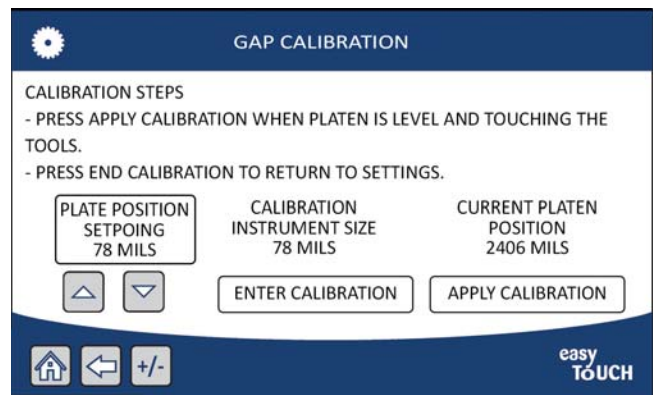 GAP CALIBRATION
CALIBRATION STEPS
- PRESS APPLY CALIBRATION WHEN PLATEN IS LEVEL AND TOUCHING THE
TOOLS.
- PRESS END CALIBRATION TO RETURN TO SETTINGS.
PLATE POSITION
SETPOING
78 MILS
CALIBRATION
INSTRUMENT SIZE
78 MILS
CURRENT PLATEN
POSITION
2406 MILS
ENTER CALIBRATION
APPLY CALIBRATION
+/-
easy
TOUCH